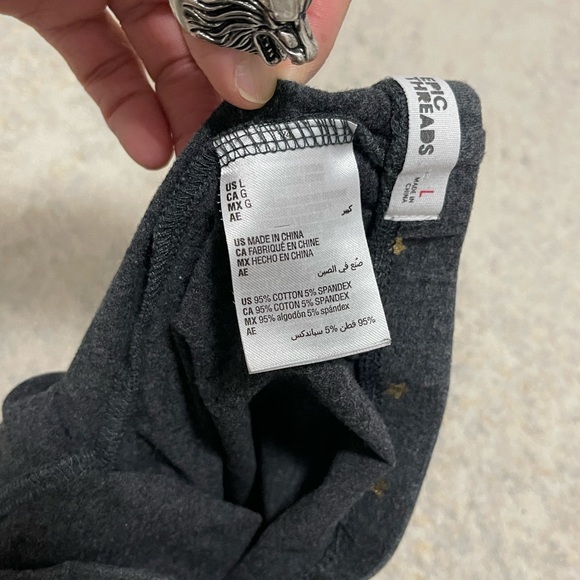 EPIC
THREADS
L
MADE IN
CHINA
US L
CA G
MX G
AE كبير
US MADE IN CHINA
CA FABRIQUÉ EN CHINE
MX HECHO EN CHINA
AE صنع في الصين
US 95% COTTON 5% SPANDEX
CA 95% COTON 5% SPANDEX
MX 95% algodón 5% spándex
AE 95% قطن 5% سباندكس